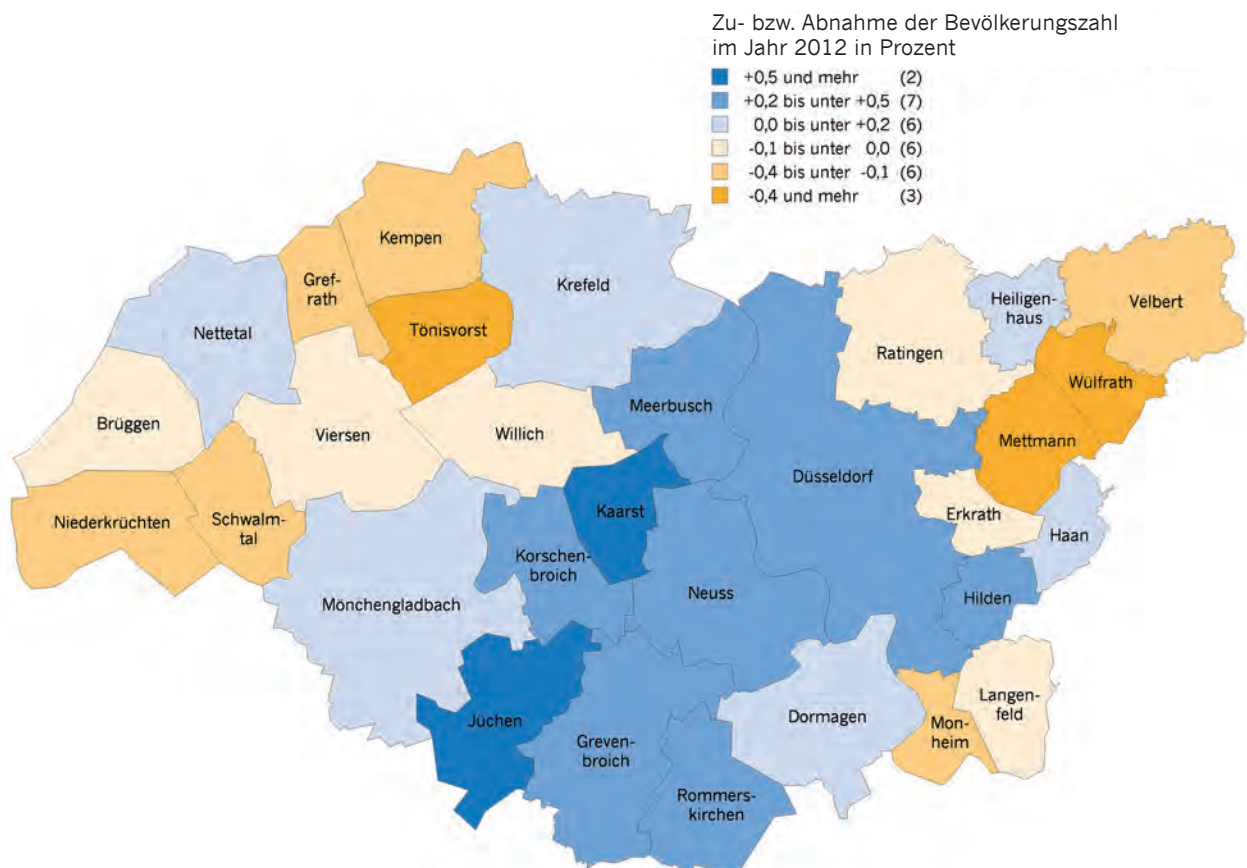 Zu- bzw. Abnahme der Bevölkerungszahl
im Jahr 2012 in Prozent
+0,5 und mehr (2)
+0,2 bis unter +0,5 (7)
0,0 bis unter +0,2 (6)
-0,1 bis unter 0,0 (6)
-0,4 bis unter -0,1 (6)
-0,4 und mehr (3)
Kempen
Gref-
rath
Krefeld
Tönisvorst
Nettetal
Heiligen-
haus
Velbert
Ratingen
Wülfrath
Brüggen
Viersen
Willich
Meerbusch
Mettmann
Düsseldorf
Niederkrüchten
Schwalm-
tal
Kaarst
Erkrath
Haan
Korschen-
broich
Mönchengladbach
Neuss
Hilden
Jüchen
Dormagen
Langen-
feld
Mon-
heim
Greven-
broich
Rommers-
kirchen